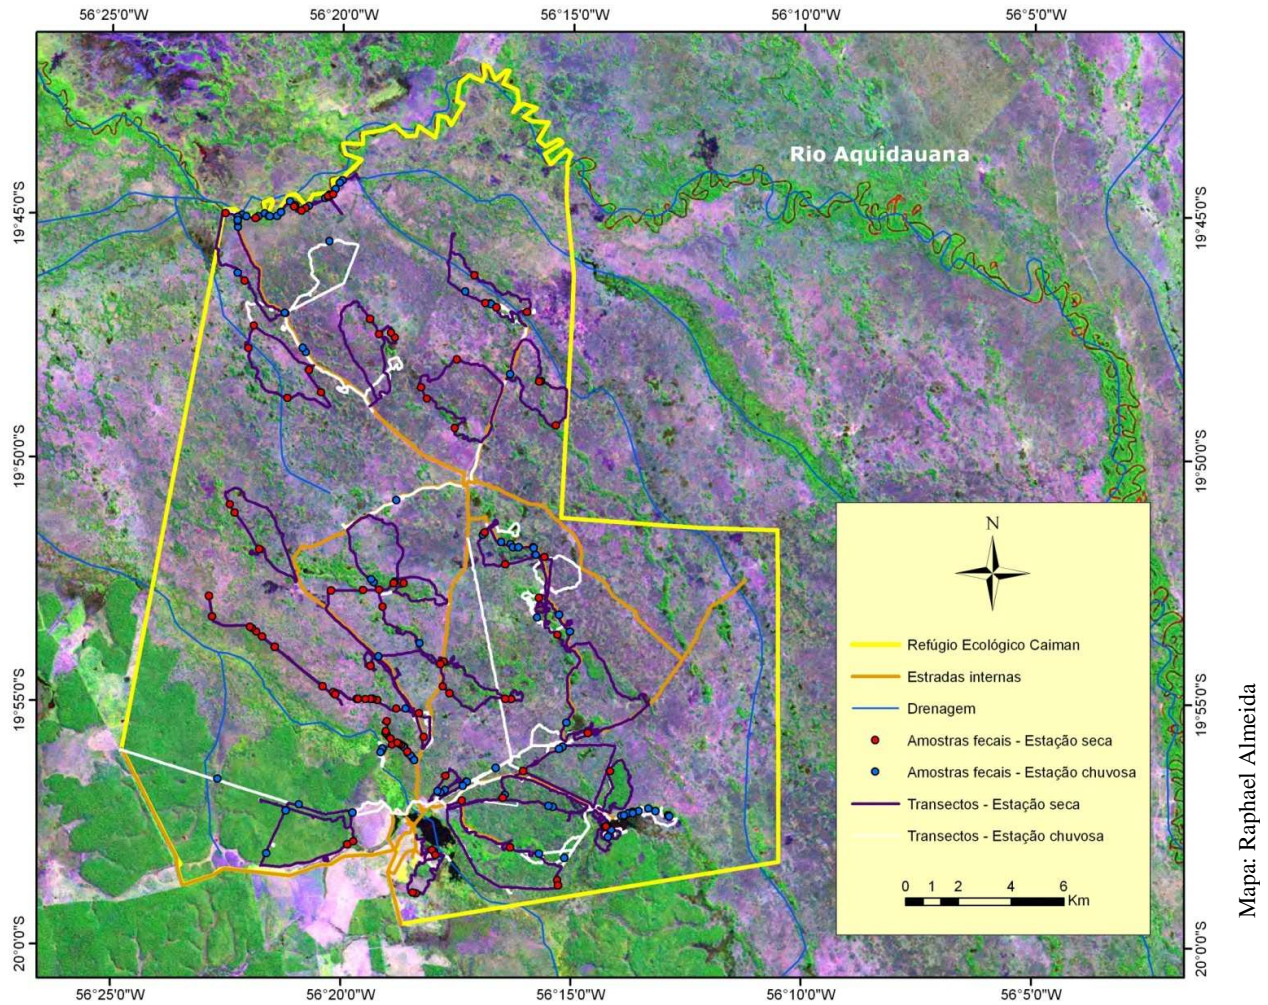 56°25'0"W 56°20'0"W 56°15'0"W 56°10'0"W 56°5'0"W
Rio Aquidauana
19°45'0"S 19°45'0"S
19°50'0"S 19°50'0"S
N
Refúgio Ecológico Caiman
Estradas internas
Drenagem
Amostras fecais - Estação seca
Amostras fecais - Estação chuvosa
Transectos - Estação seca
Transectos - Estação chuvosa
0 1 2 4 6
Km
19°55'0"S 19°55'0"S
20°0'0"S 20°0'0"S
56°25'0"W 56°20'0"W 56°15'0"W 56°10'0"W 56°5'0"W
Mapa: Raphael Almeida